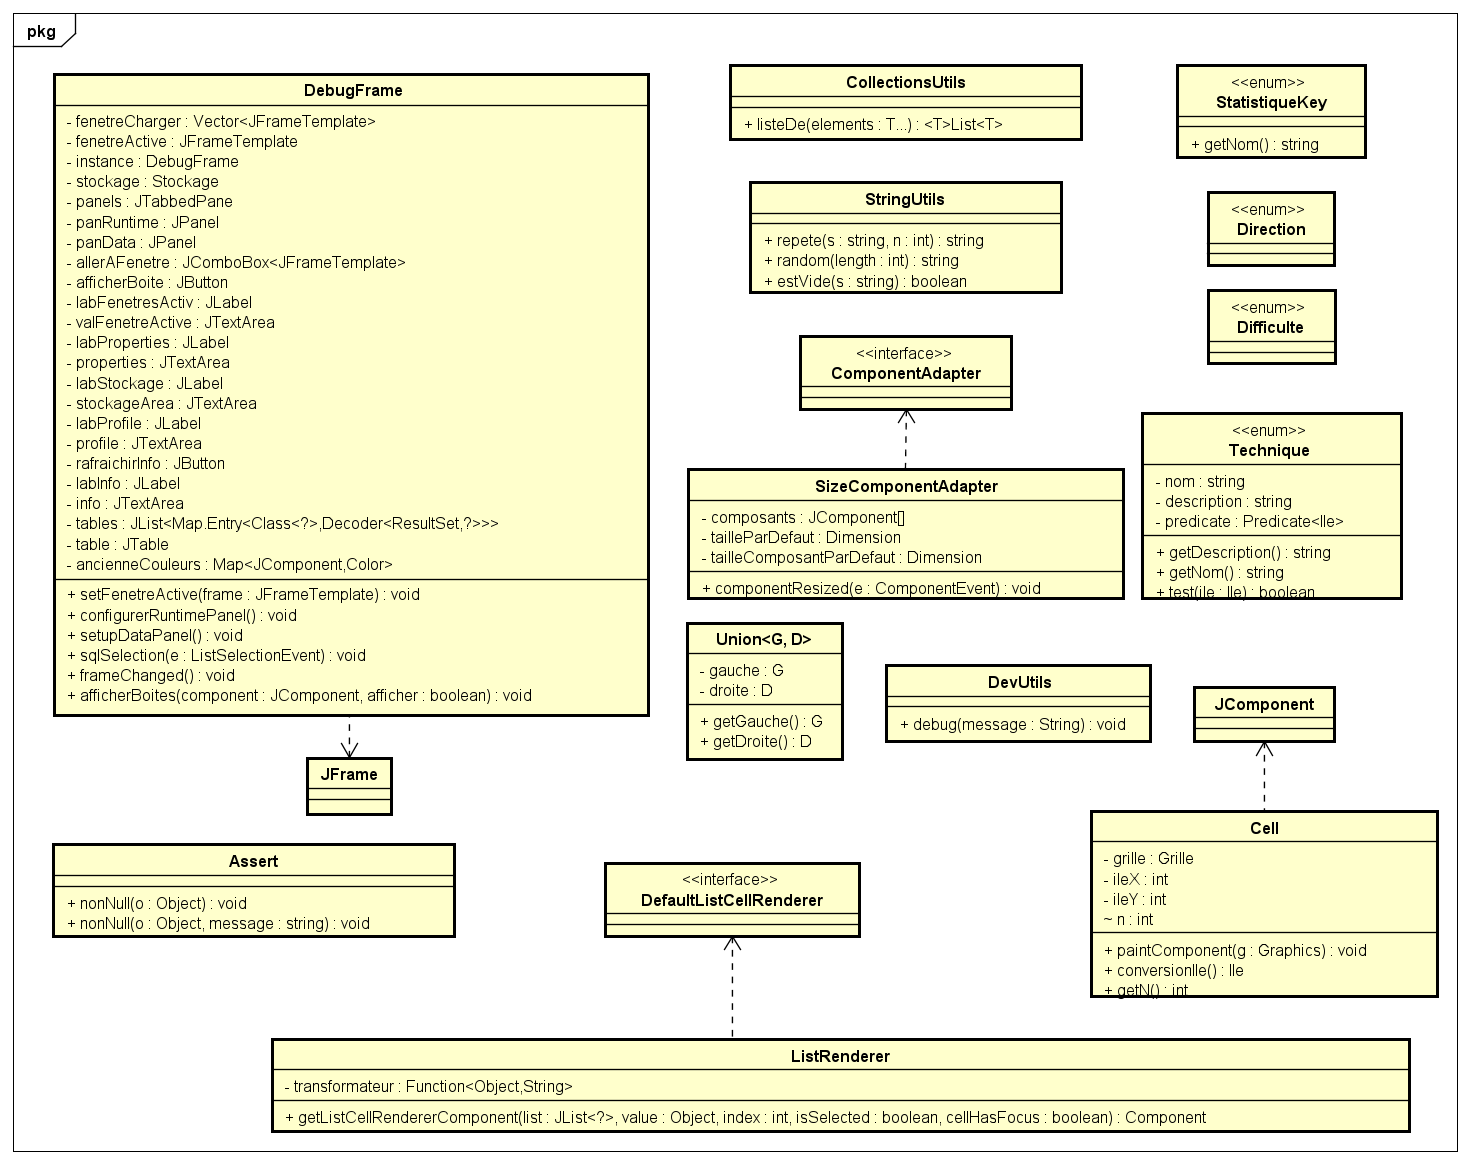 pkg
DebugFrame
- fenetreCharger : Vector<JFrameTemplate>
- fenetreActive : JFrameTemplate
- instance : DebugFrame
- stockage : Stockage
- panels : JTabbedPane
- panRuntime : JPanel
- panData : JPanel
- allerAFenetre : JComboBox<JFrameTemplate>
- afficherBoite : JButton
- labFenetresActiv : JLabel
- valFenetreActive : JTextArea
- labProperties : JLabel
- properties : JTextArea
- labStockage : JLabel
- stockageArea : JTextArea
- labProfile : JLabel
- profile : JTextArea
- rafraichirInfo : JButton
- labInfo : JLabel
- info : JTextArea
- tables : JList<Map.Entry<Class<?>,Decoder<ResultSet,?>>>
- table : JTable
- ancienneCouleurs : Map<JComponent,Color>
+ setFenetreActive(frame : JFrameTemplate) : void
+ configurerRuntimePanel() : void
+ setupDataPanel() : void
+ sqlSelection(e : ListSelectionEvent) : void
+ frameChanged() : void
+ afficherBoites(component : JComponent, afficher : boolean) : void
JFrame
Assert
+ nonNull(o : Object) : void
+ nonNull(o : Object, message : string) : void
CollectionsUtils
+ listeDe(elements : T...) : <T>List<T>
StringUtils
+ repete(s : string, n : int) : string
+ random(length : int) : string
+ estVide(s : string) : boolean
<<interface>>
ComponentAdapter
SizeComponentAdapter
- composants : JComponent[]
- tailleParDefaut : Dimension
- tailleComposantParDefaut : Dimension
+ componentResized(e : ComponentEvent) : void
Union<G, D>
- gauche : G
- droite : D
+ getGauche() : G
+ getDroite() : D
DevUtils
+ debug(message : String) : void
<<enum>>
StatistiqueKey
+ getNom() : string
<<enum>>
Direction
<<enum>>
Difficulte
<<enum>>
Technique
- nom : string
- description : string
- predicate : Predicate<Ile>
+ getDescription() : string
+ getNom() : string
+ test(ile : Ile) : boolean
JComponent
Cell
- grille : Grille
- ileX : int
- ileY : int
~ n : int
+ paintComponent(g : Graphics) : void
+ conversionIle() : Ile
+ getN() : int
<<interface>>
DefaultListCellRenderer
ListRenderer
- transformateur : Function<Object,String>
+ getListCellRendererComponent(list : JList<?>, value : Object, index : int, isSelected : boolean, cellHasFocus : boolean) : Component